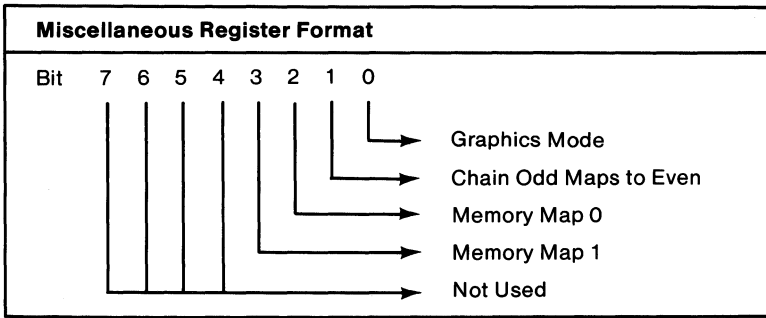 Miscellaneous Register Format
Bit 7 6 5 4 3 2 1 0
Graphics Mode
Chain Odd Maps to Even
Memory Map 0
Memory Map 1
Not Used